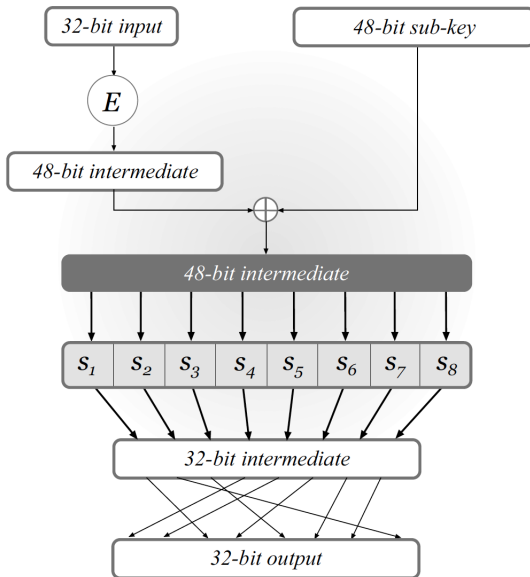 32-bit input
48-bit sub-key
E
48-bit intermediate
48-bit intermediate
S1 S2 S3 S4 S5 S6 S7 S8
32-bit intermediate
32-bit output